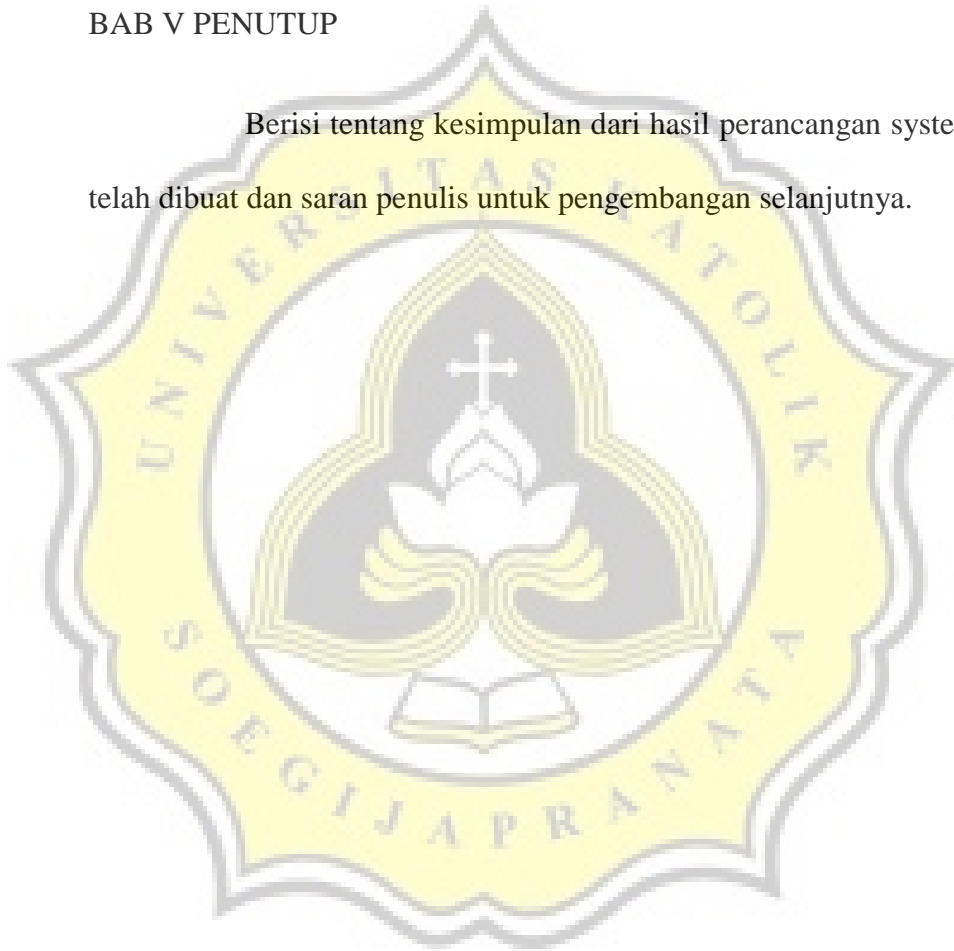 BAB V PENUTUP
Berisi tentang kesimpulan dari hasil perancangan syste
telah dibuat dan saran penulis untuk pengembangan selanjutnya.
UNIVERSITAS KATOLIK
SOEGIJAPRANATA